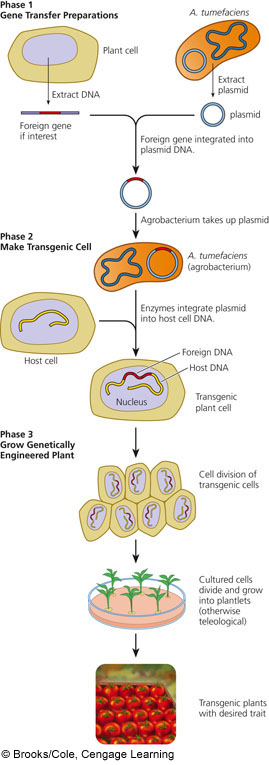 Phase 1
Gene Transfer Preparations
Plant cell
A. tumefaciens
Extract DNA
Extract
plasmid
Foreign gene
if interest
plasmid
Foreign gene integrated into
plasmid DNA.
Agrobacterium takes up plasmid
Phase 2
Make Transgenic Cell
A. tumefaciens
(agrobacterium)
Enzymes integrate plasmid
into host cell DNA.
Host cell
Foreign DNA
Host DNA
Nucleus
Transgenic
plant cell
Phase 3
Grow Genetically
Engineered Plant
Cell division of
transgenic cells
Cultured cells
divide and grow
into plantlets
(otherwise
teleological)
Transgenic plants
with desired trait
© Brooks/Cole, Cengage Learning